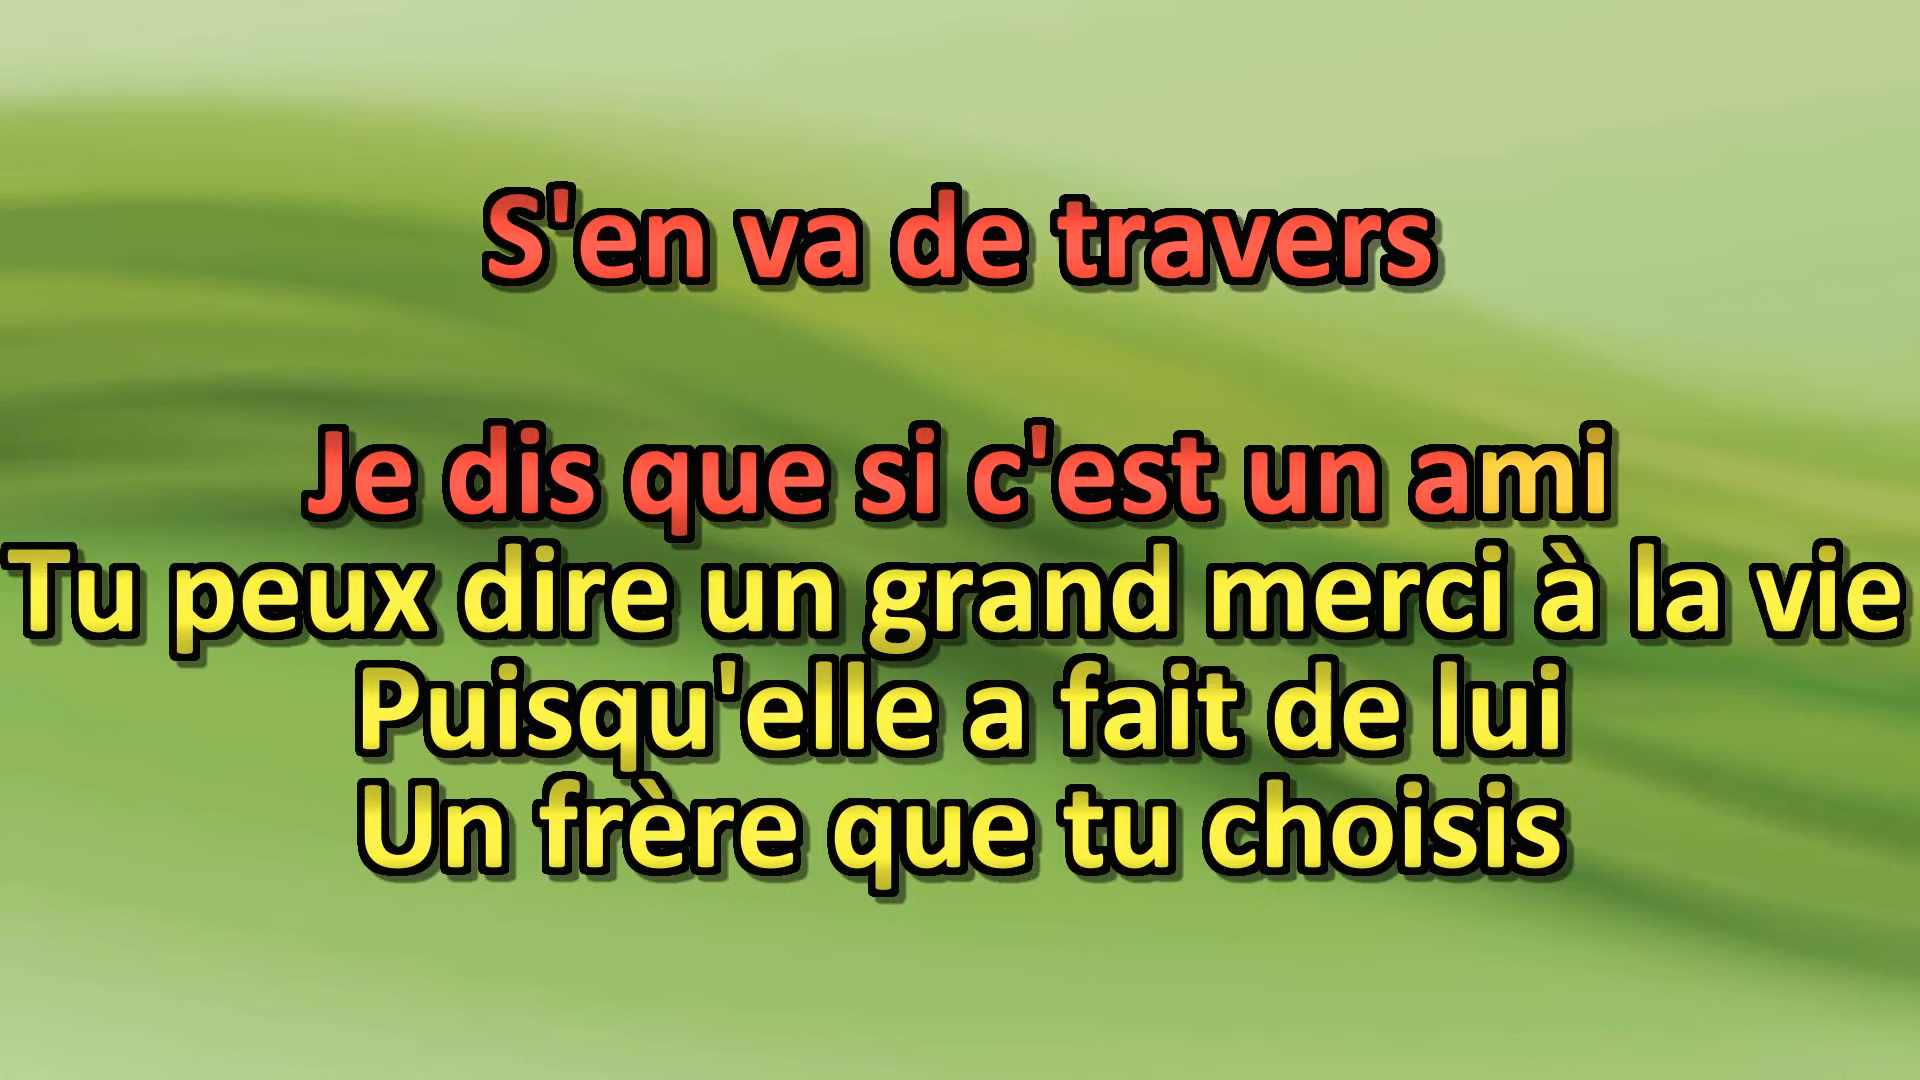 S'en va de travers
Je dis que si c'est un ami
Tu peux dire un grand merci à la vie
Puisqu'elle a fait de lui
Un frère que tu choisis